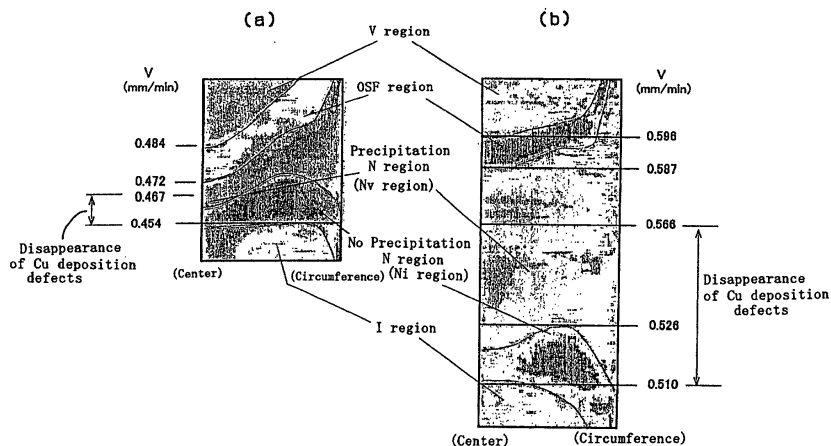 (a)
(b)
V region
V
(mm/min)
V
(mm/min)
OSF region
0.484
Precipitation
N region
(Nv region)
0.472
0.467
0.454
Disappearance
of Cu deposition
defects
No Precipitation
N region
(Ni region)
(Center)
(Circumference)
I region
0.596
0.587
0.566
Disappearance
of Cu deposition
defects
0.526
0.510
(Center)
(Circumference)